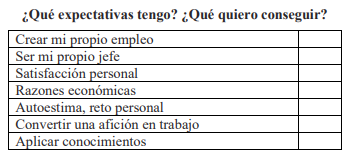 ¿Qué expectativas tengo? ¿Qué quiero conseguir?
Crear mi propio empleo
Ser mi propio jefe
Satisfacción personal
Razones económicas
Autoestima, reto personal
Convertir una afición en trabajo
Aplicar conocimientos